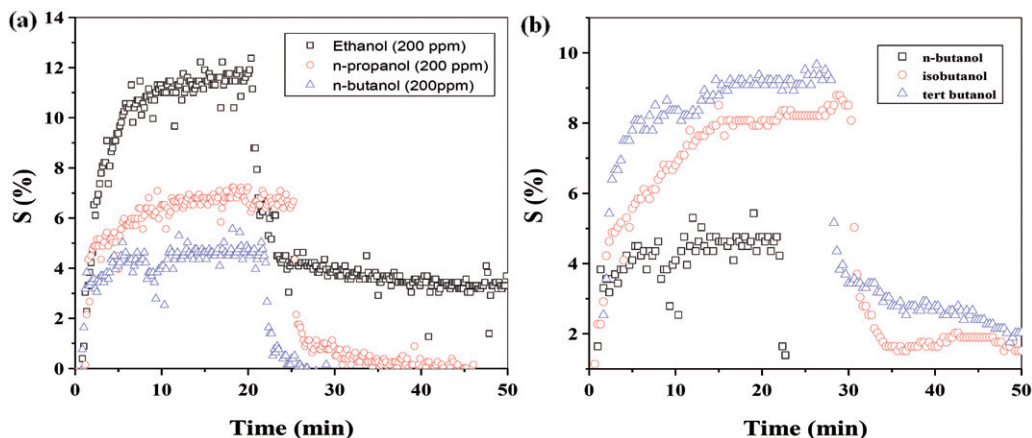 (a)
14
12
10
8
6
4
2
0
S (%)
0 10 20 30 40 50
Time (min)
Ethanol (200 ppm)
n-propanol (200 ppm)
n-butanol (200ppm)
(b)
10
8
6
4
2
S (%)
0 10 20 30 40 50
Time (min)
n-butanol
isobutanol
tert butanol